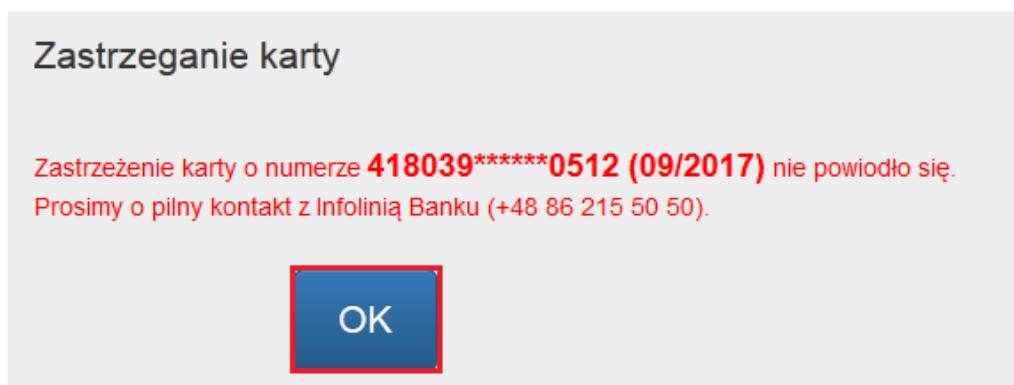 Zastrzeganie karty
Zastrzeżenie karty o numerze 418039******0512 (09/2017) nie powiodło się.
Prosimy o pilny kontakt z Infolinią Banku (+48 86 215 50 50).
OK